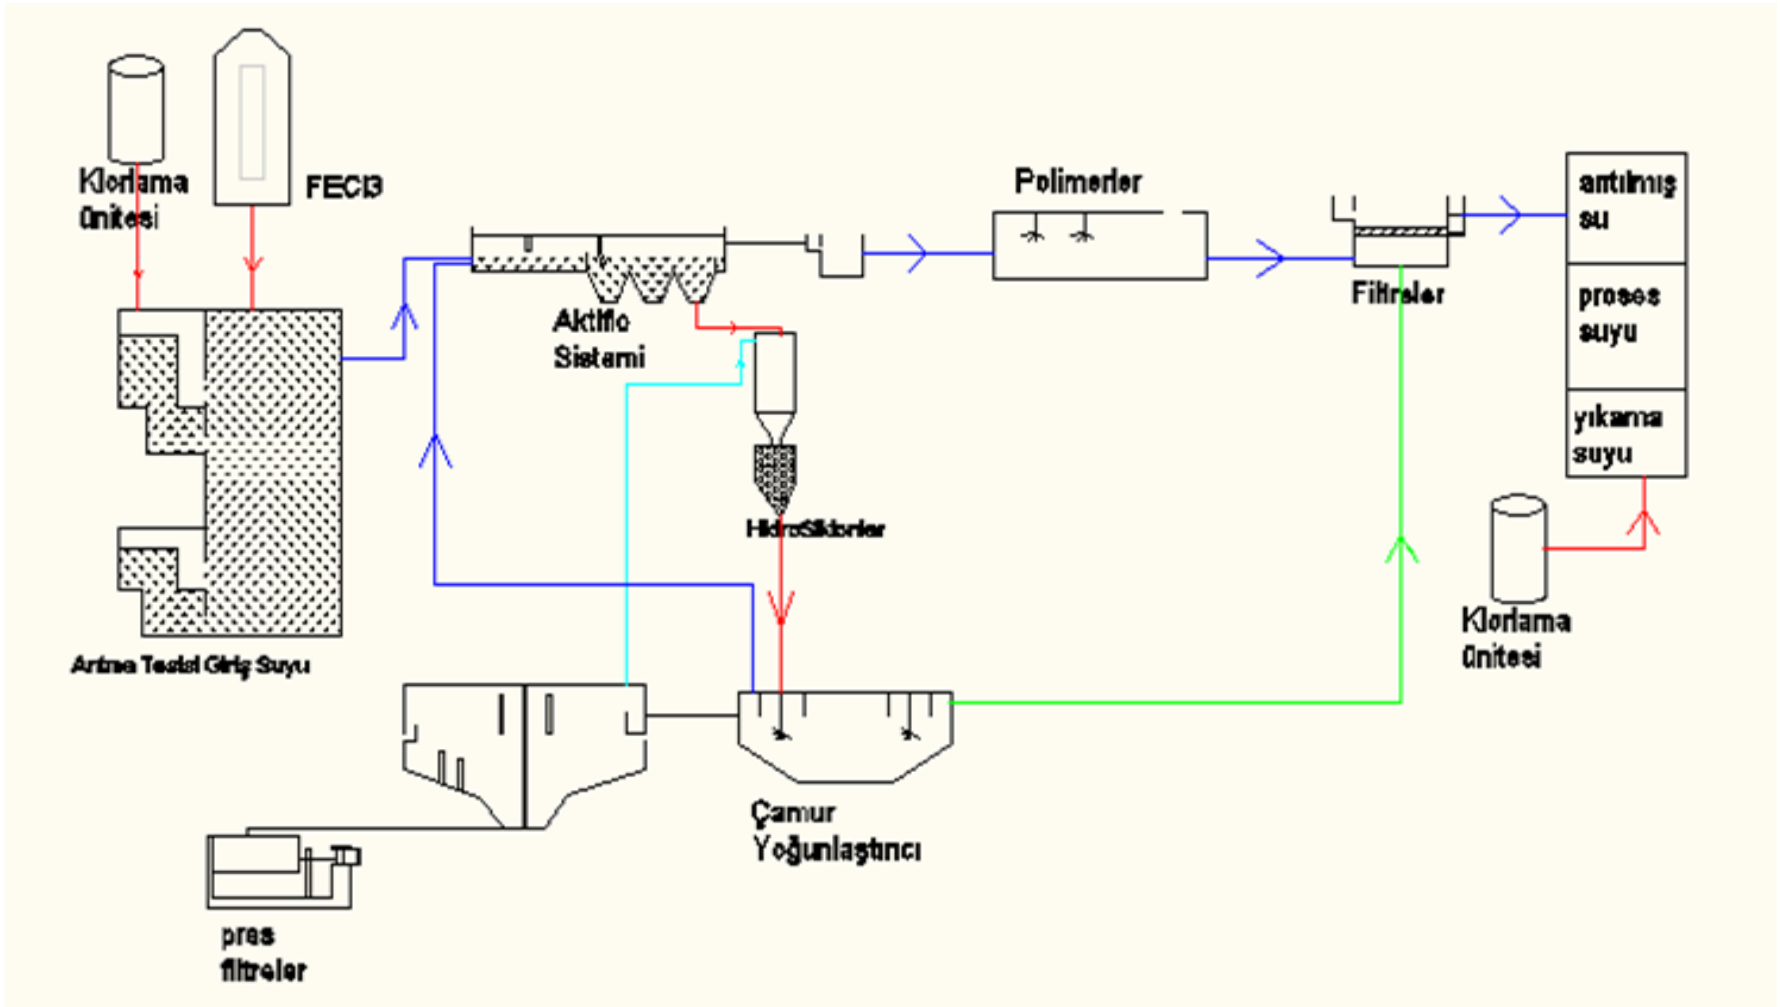 Klorlama
ünitesi
FECl3
Polimerler
arıtılmış
su
Aktiflo
Sistemi
Filtreler
proses
suyu
yıkama
suyu
HidroSiklonlar
Klorlama
ünitesi
Arıtma Tesisi Giriş Suyu
Çamur
Yoğunlaştırıcı
pres
filtreler